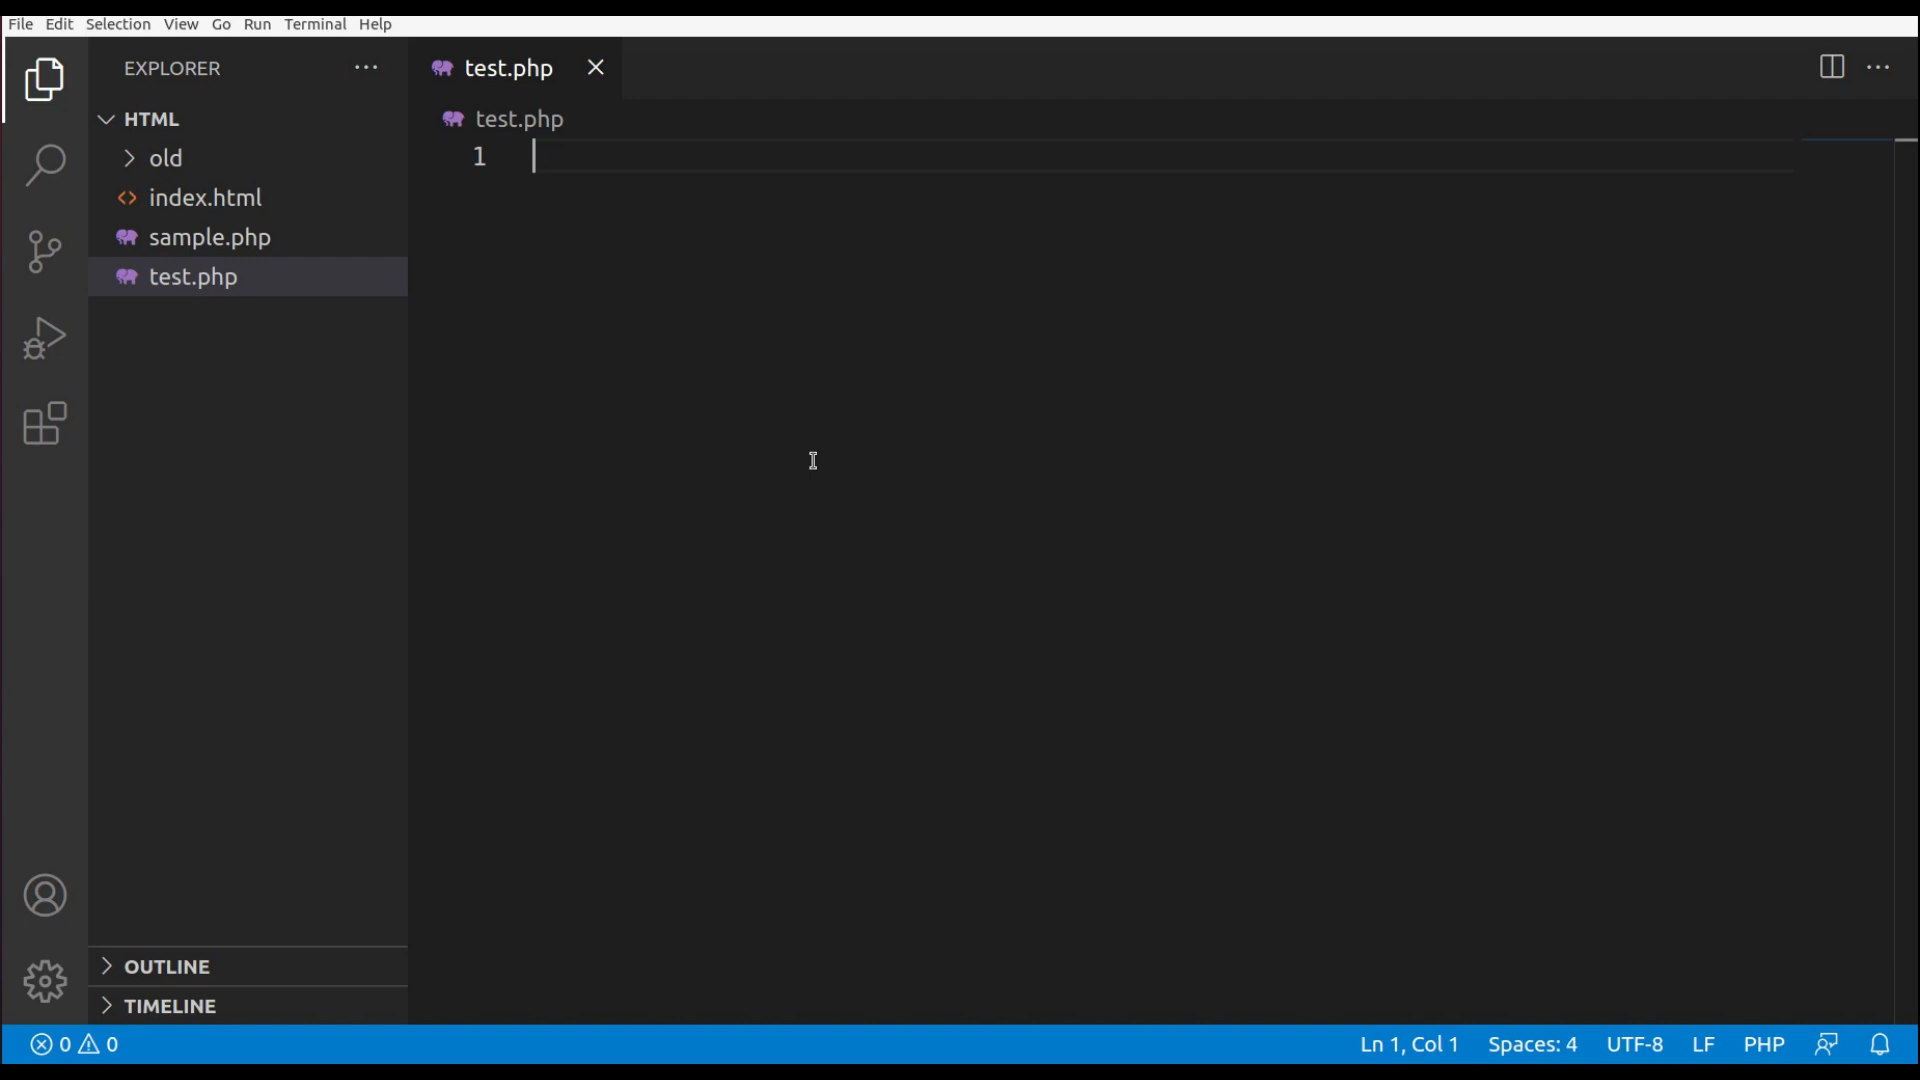 File Edit Selection View Go Run Terminal Help
EXPLORER
test.php
HTML
test.php
1
old
index.html
sample.php
test.php
OUTLINE
TIMELINE
0 0
Ln 1, Col 1 Spaces: 4 UTF-8 LF PHP